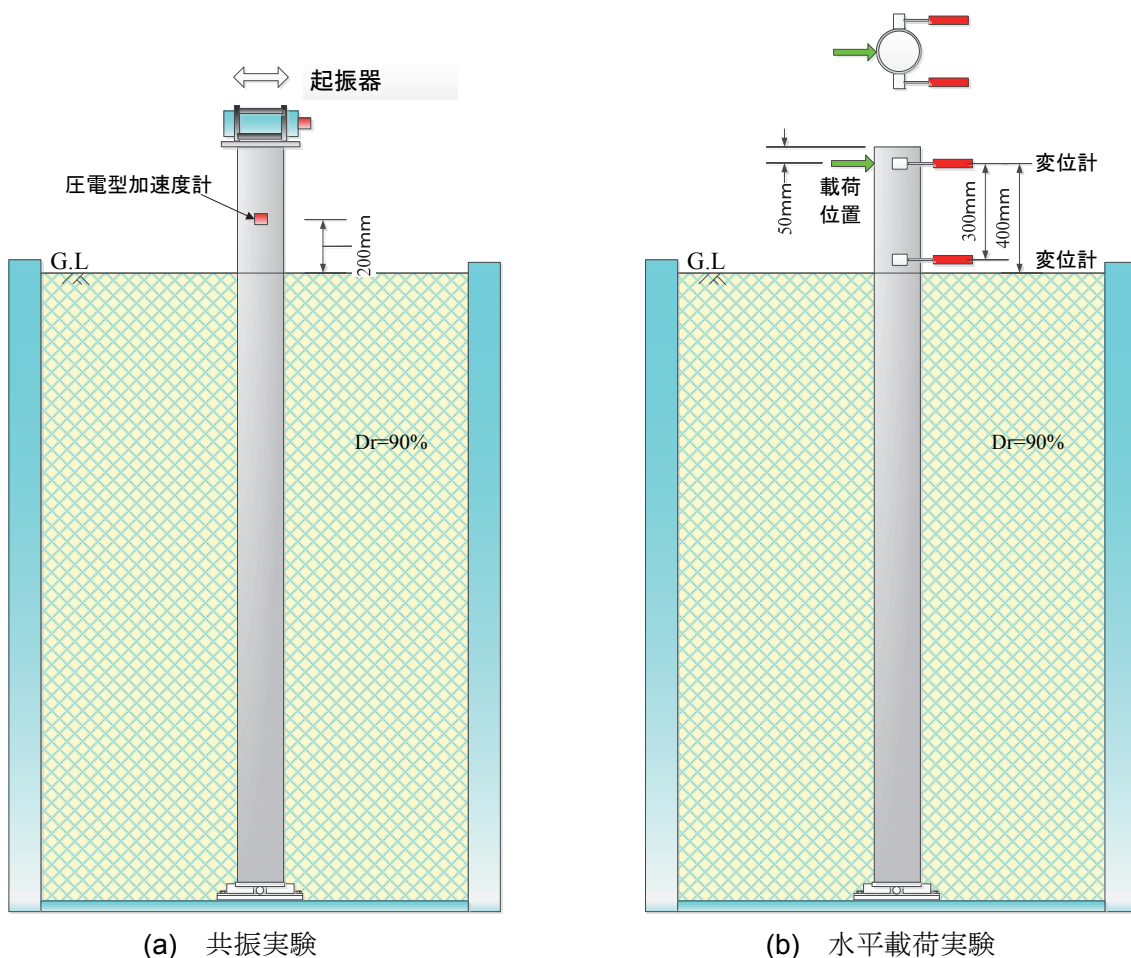 起振器
圧電型加速度計
200mm
G.L
Dr=90%
(a) 共振実験
50mm
載荷
位置
変位計
300mm
400mm
変位計
G.L
Dr=90%
(b) 水平載荷実験